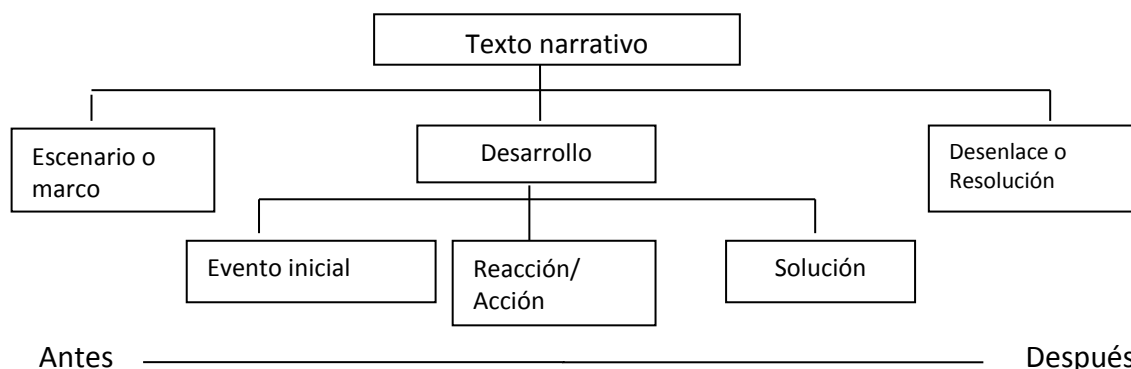 Texto narrativo
Escenario o
marco
Desarrollo
Desenlace o
Resolución
Evento inicial
Reacción/
Acción
Solución
Antes
Después